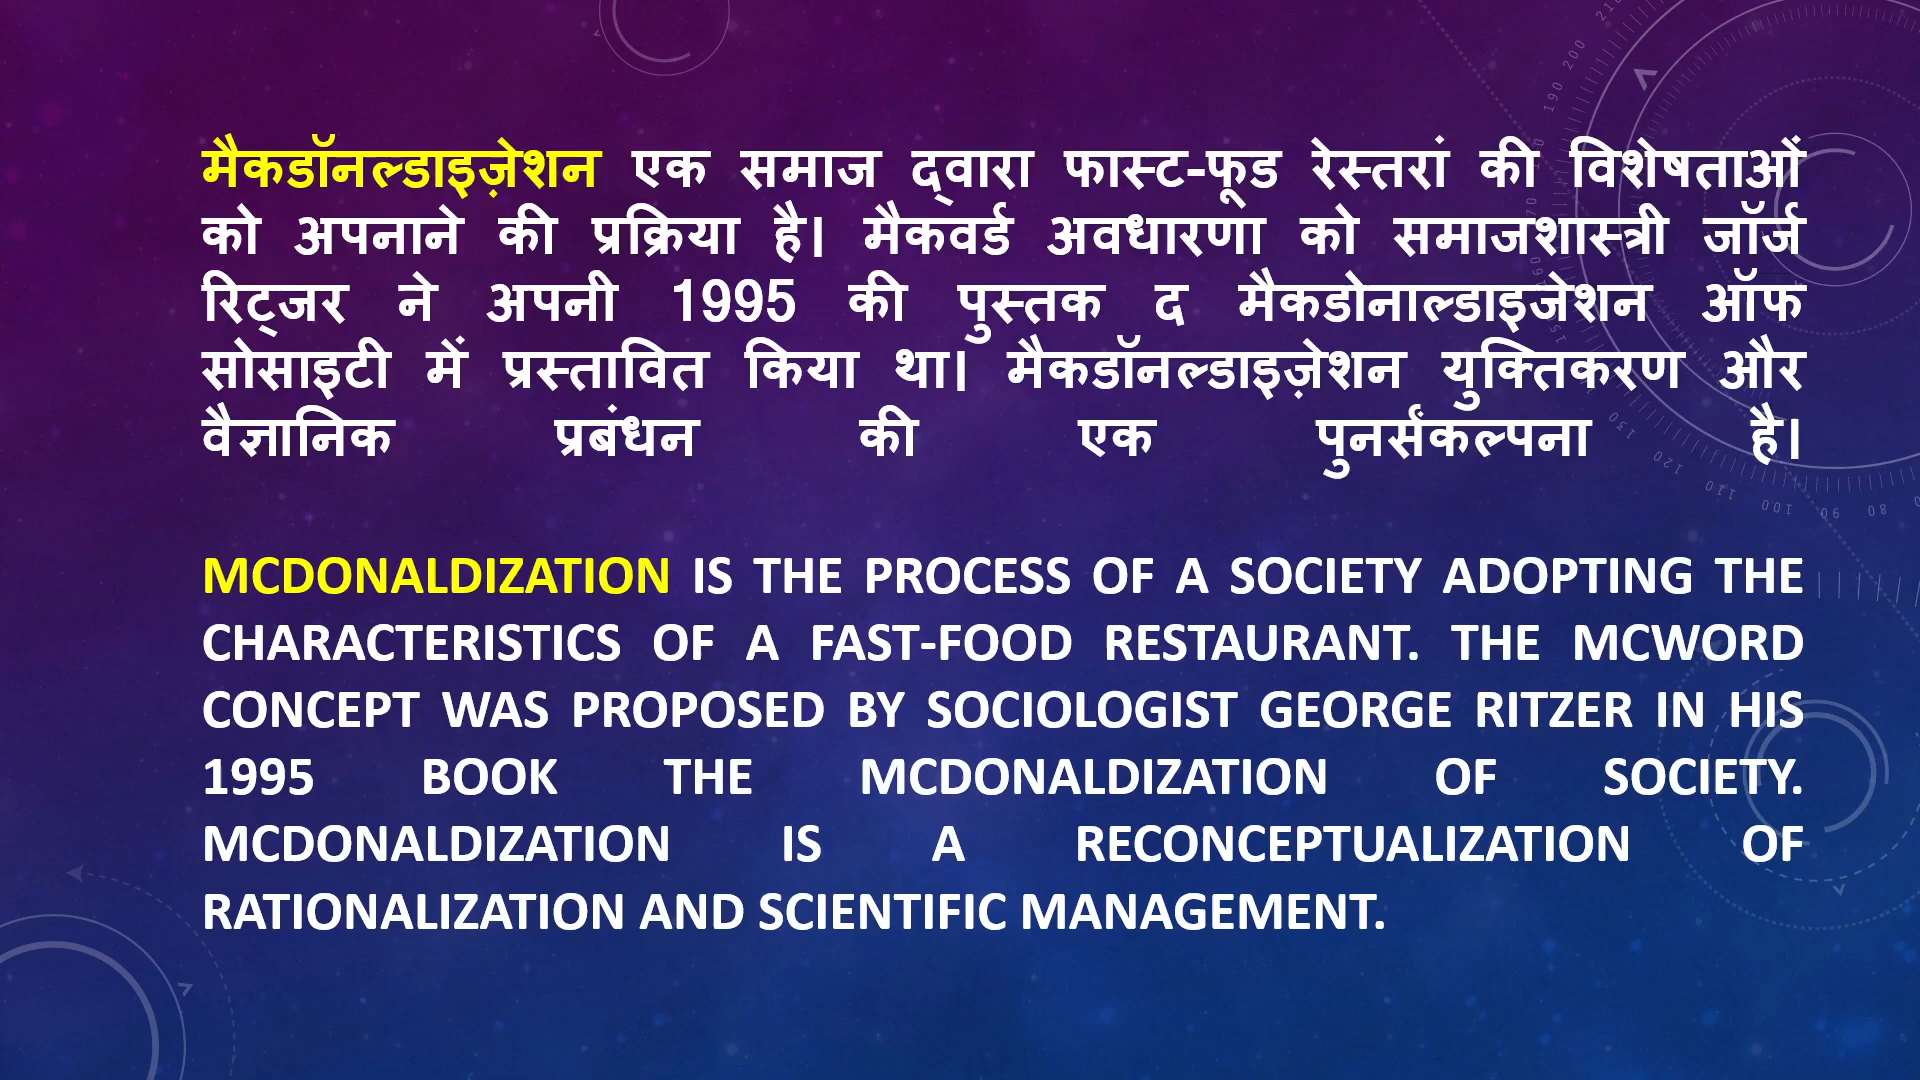 मैकडॉनल्डाइज़ेशन एक समाज द्वारा फास्ट-फूड रेस्तरां की विशेषताओं
को अपनाने की प्रक्रिया है। मैकवर्ड अवधारणा को समाजशास्त्री जॉर्ज
रिट्जर ने अपनी 1995 की पुस्तक द मैकडोनाल्डाइजेशन ऑफ
सोसाइटी में प्रस्तावित किया था। मैकडॉनल्डाइज़ेशन युक्तिकरण और
वैज्ञानिक प्रबंधन की एक पुनर्संकल्पना है।
MCDONALDIZATION IS THE PROCESS OF A SOCIETY ADOPTING THE
CHARACTERISTICS OF A FAST-FOOD RESTAURANT. THE MCWORD
CONCEPT WAS PROPOSED BY SOCIOLOGIST GEORGE RITZER IN HIS
1995 BOOK THE MCDONALDIZATION OF SOCIETY.
MCDONALDIZATION IS A RECONCEPTUALIZATION OF
RATIONALIZATION AND SCIENTIFIC MANAGEMENT.